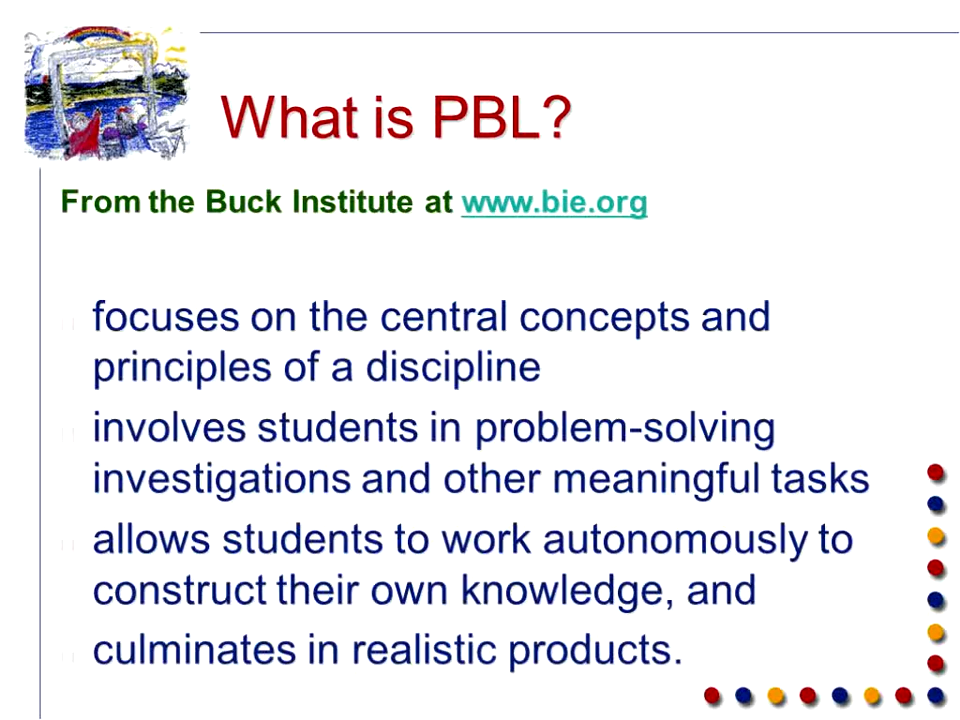 What is PBL?
From the Buck Institute at www.bie.org
focuses on the central concepts and
principles of a discipline
involves students in problem-solving
investigations and other meaningful tasks
allows students to work autonomously to
construct their own knowledge, and
culminates in realistic products.